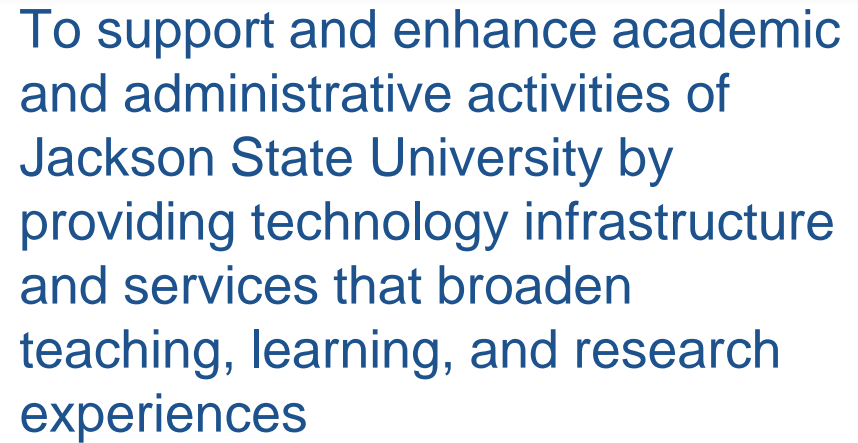 To support and enhance academic
and administrative activities of
Jackson State University by
providing technology infrastructure
and services that broaden
teaching, learning, and research
experiences